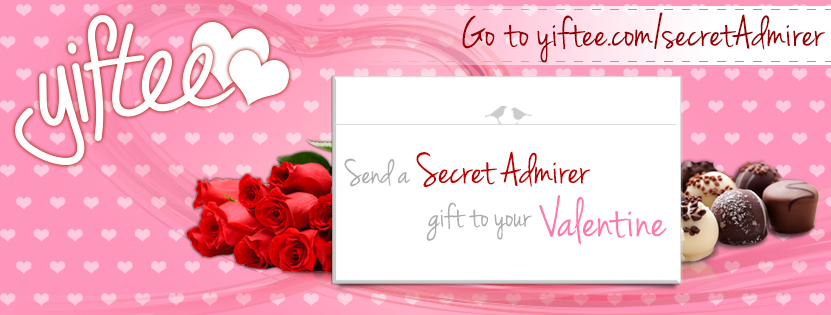 yiftee
Go to yiftee.com/secretAdmirer
Send a Secret Admirer
gift to your Valentine